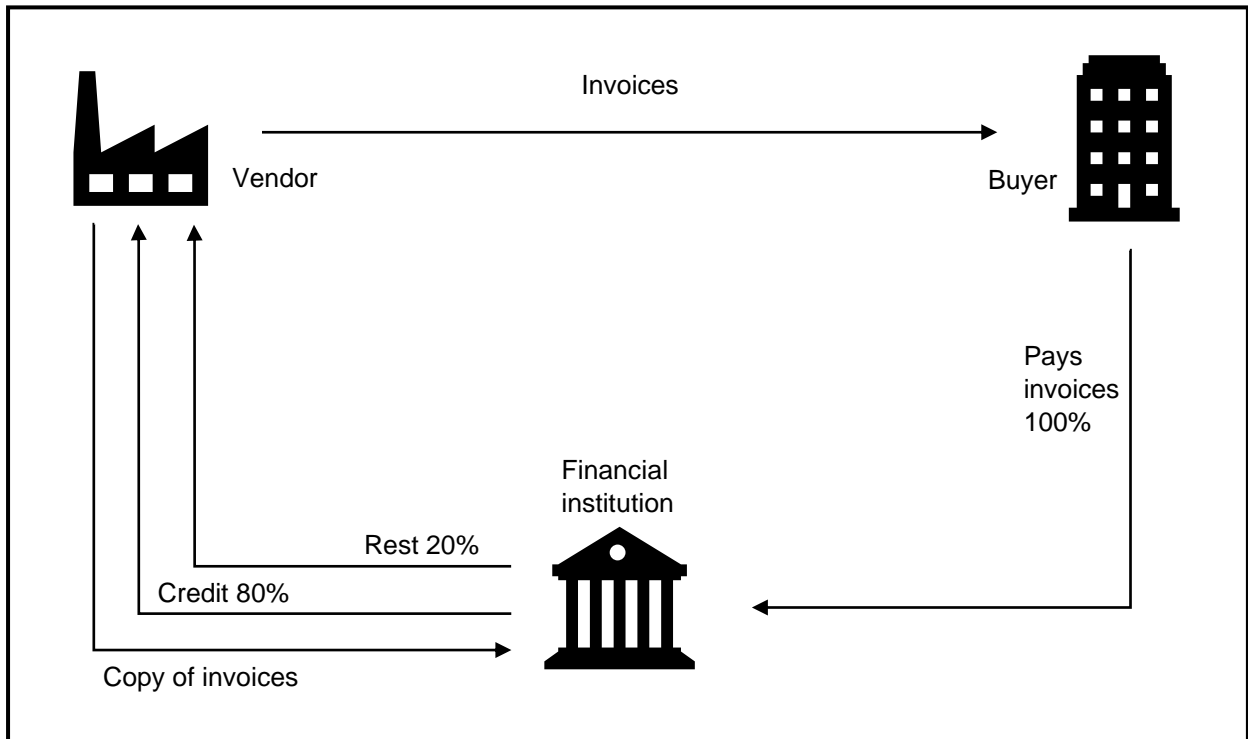 Invoices
Vendor
Buyer
Pays
invoices
100%
Financial
institution
Rest 20%
Credit 80%
Copy of invoices